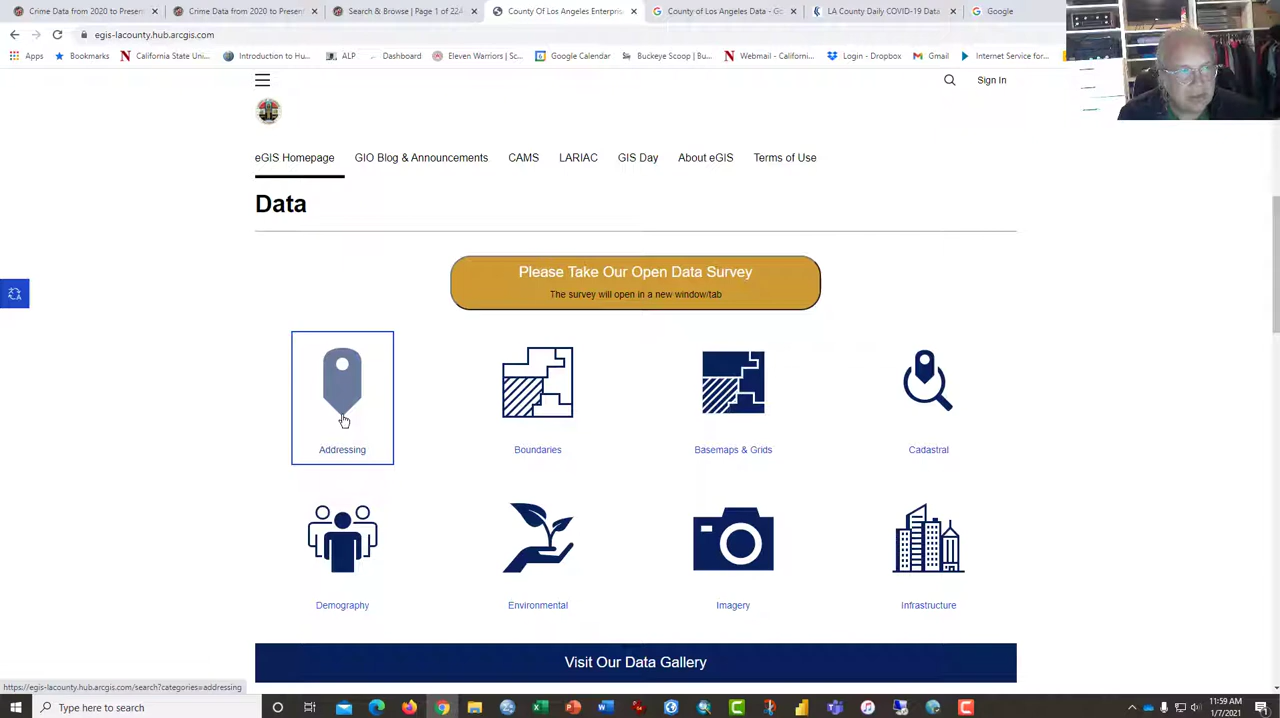 Crime Data from 2020 to Present
Crime Data from 2020 to Present
Search & Browse | Page 1 of 224
County Of Los Angeles Enterpris
County of Los Angeles Data - Go
LA County Daily COVID-19 Data
Google
egis-lacounty.hub.arcgis.com
Apps
Bookmarks
California State Uni...
Introduction to Hu...
ALP
Dashboard
Eleven Warriors | Sc...
Google Calendar
Buckeye Scoop | Bu...
Webmail - Californi...
Login - Dropbox
Gmail
Internet Service for...
Sign In
eGIS Homepage
GIO Blog & Announcements
CAMS
LARIAC
GIS Day
About eGIS
Terms of Use
Data
Please Take Our Open Data Survey
The survey will open in a new window/tab
Addressing
Boundaries
Basemaps & Grids
Cadastral
Demography
Environmental
Imagery
Infrastructure
Visit Our Data Gallery
https://egis-lacounty.hub.arcgis.com/search?categories=addressing
Type here to search
11:59 AM
1/7/2021